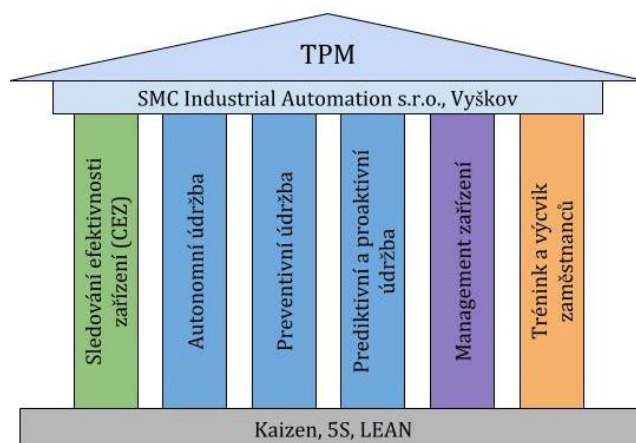 TPM
SMC Industrial Automation s.r.o., Vyškov
Sledování efektivnosti
zařízení (CEZ)
Autonomní údržba
Preventivní údržba
Prediktivní a proaktivní
údržba
Management zařízení
Trénink a výcvik
zaměstnanců
Kaizen, 5S, LEAN